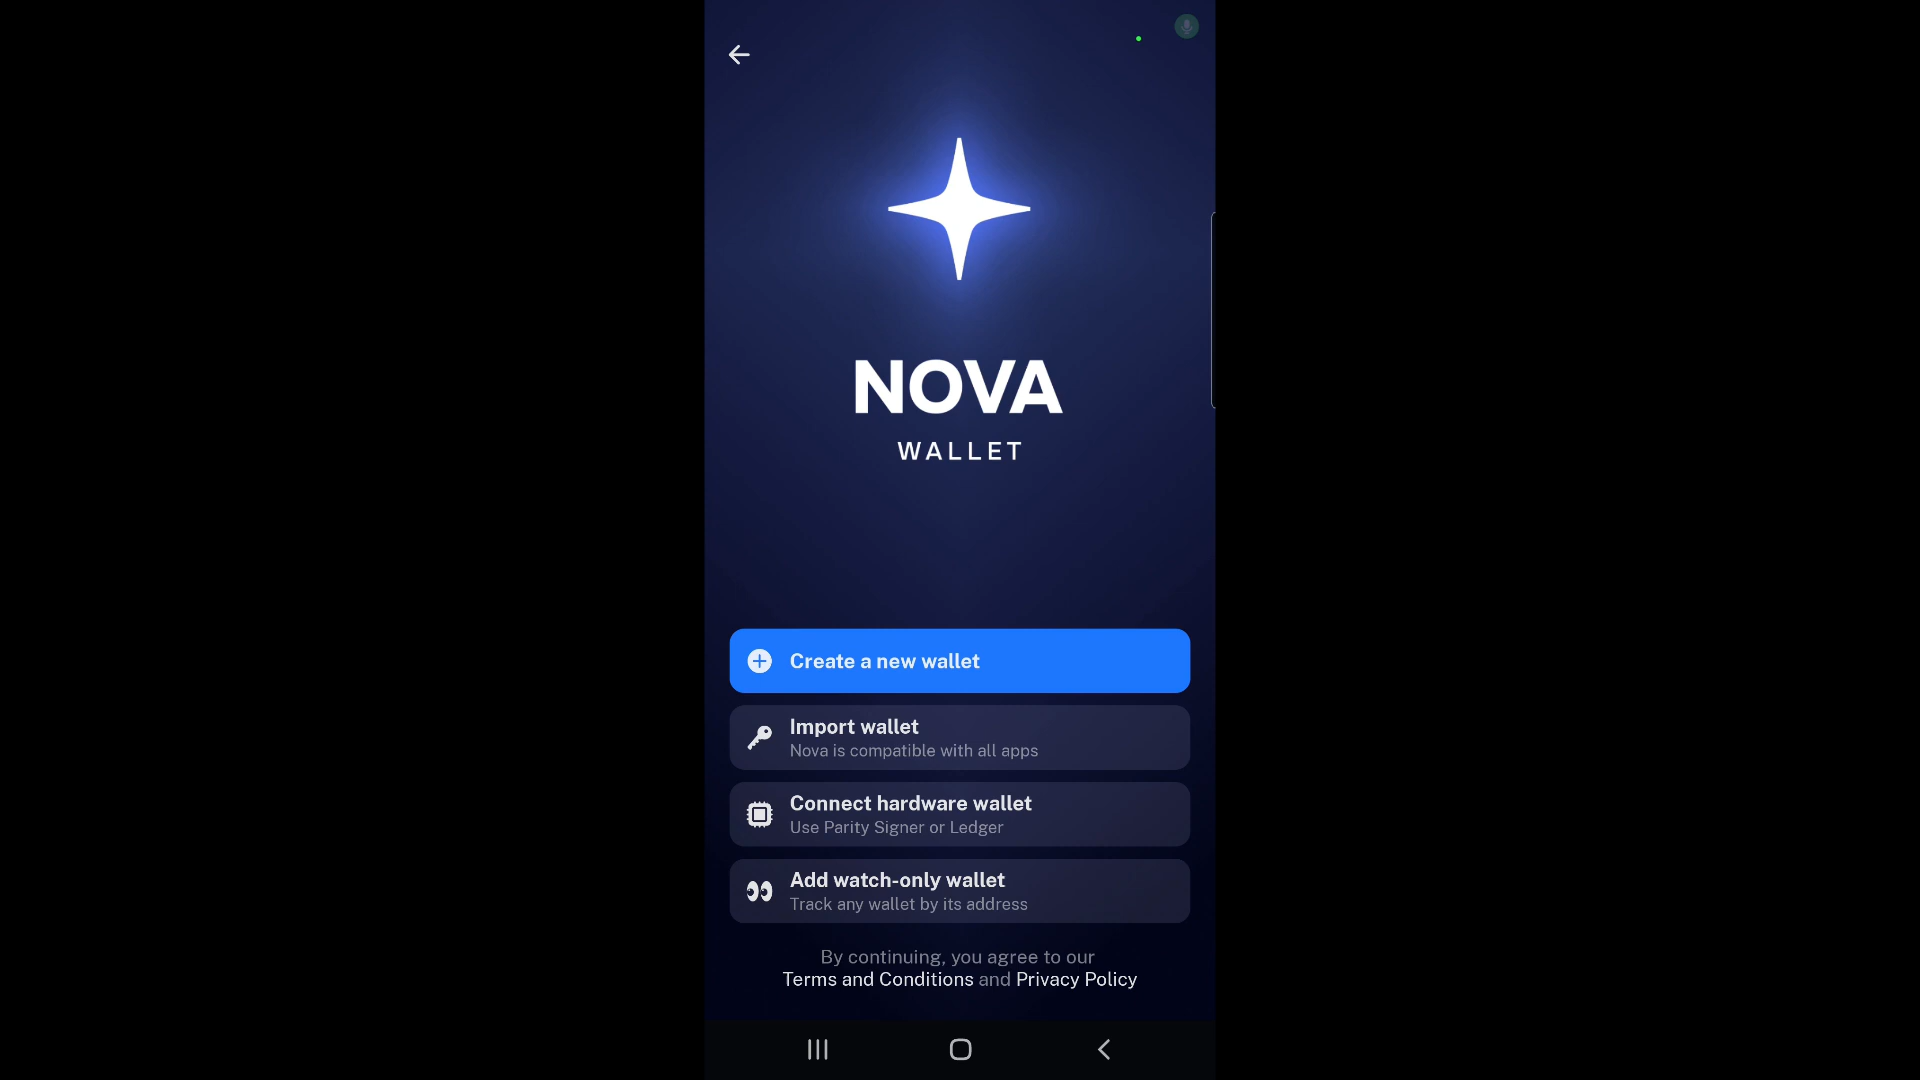 NOVA
WALLET
Create a new wallet
Import wallet
Nova is compatible with all apps
Connect hardware wallet
Use Parity Signer or Ledger
Add watch-only wallet
Track any wallet by its address
By continuing, you agree to our
Terms and Conditions and Privacy Policy